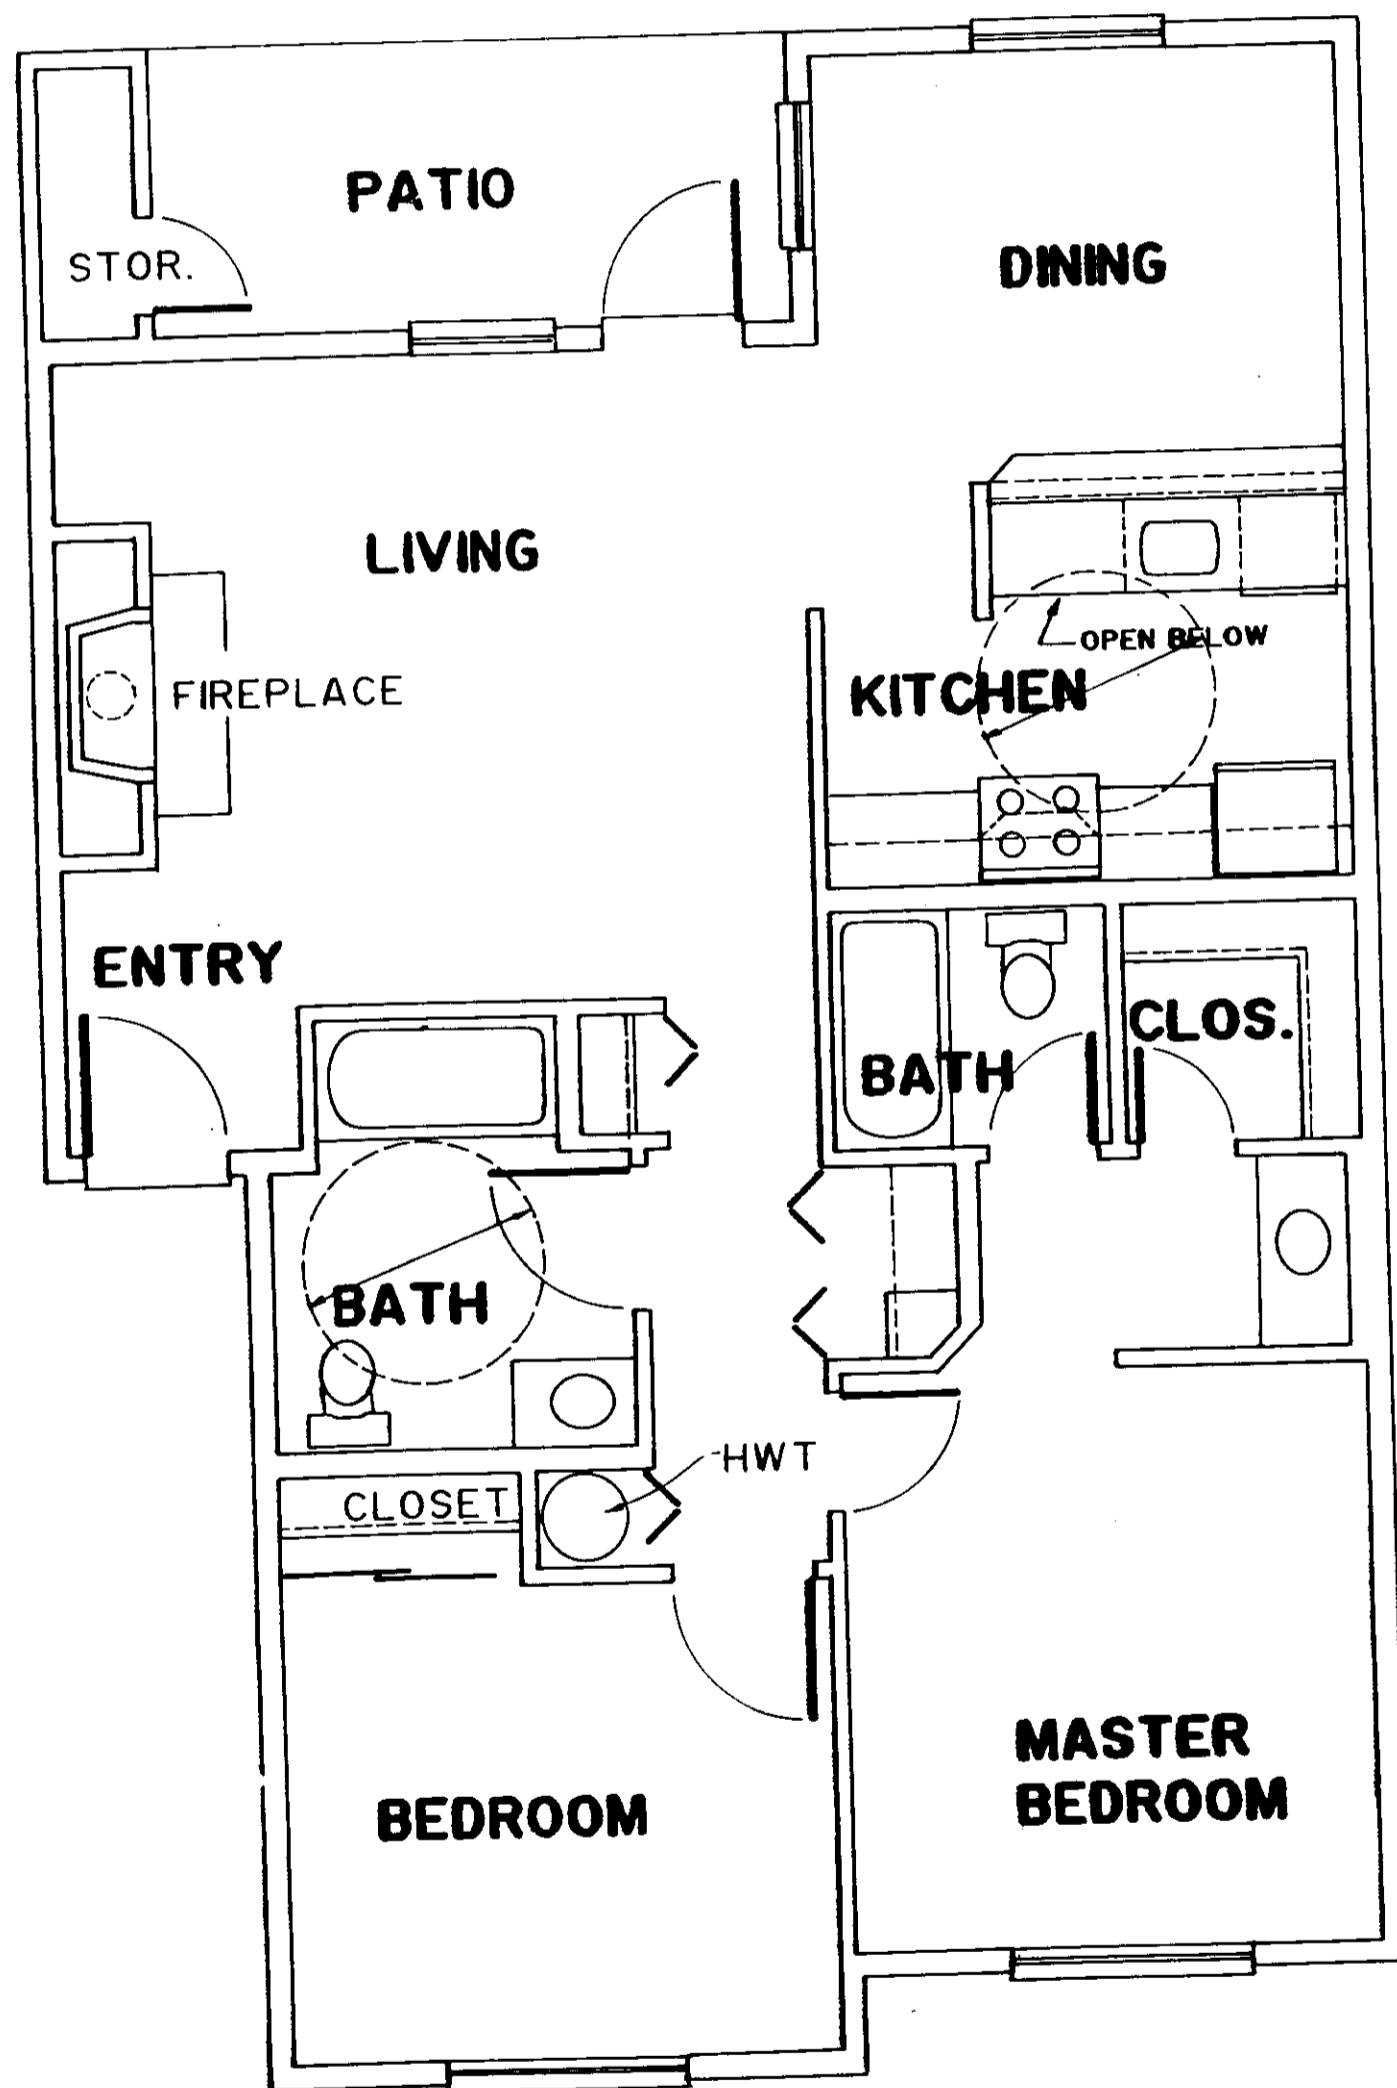 PATIO
STOR.
DINING
LIVING
OPEN BELOW
FIREPLACE
KITCHEN
ENTRY
CLOS.
BATH
BATH
HWT
CLOSET
MASTER
BEDROOM
BEDROOM